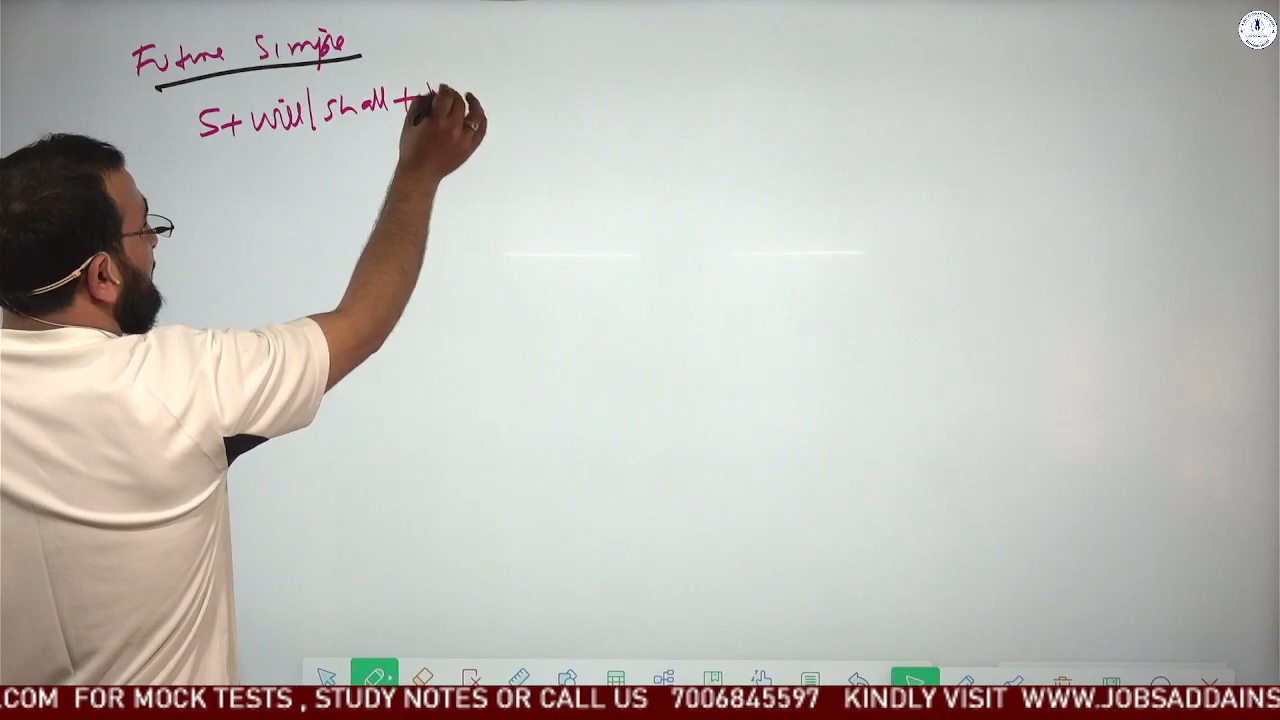 Future Simple
S+ will/shall +
.COM FOR MOCK TESTS , STUDY NOTES OR CALL US 7006845597 KINDLY VISIT WWW.JOBSADDAINS